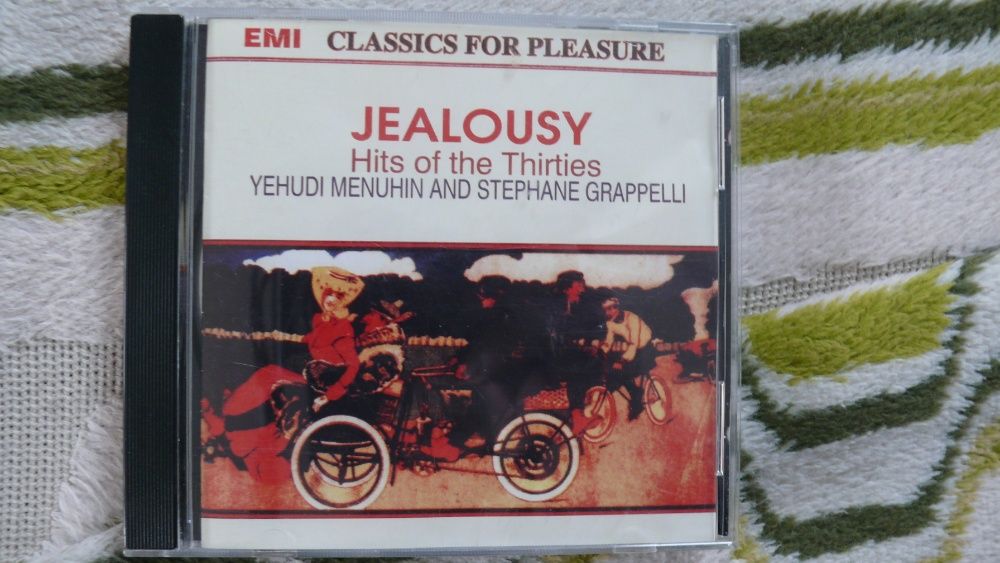 EMI CLASSICS FOR PLEASURE
JEALOUSY
Hits of the Thirties
YEHUDI MENUHIN AND STEPHANE GRAPPELLI